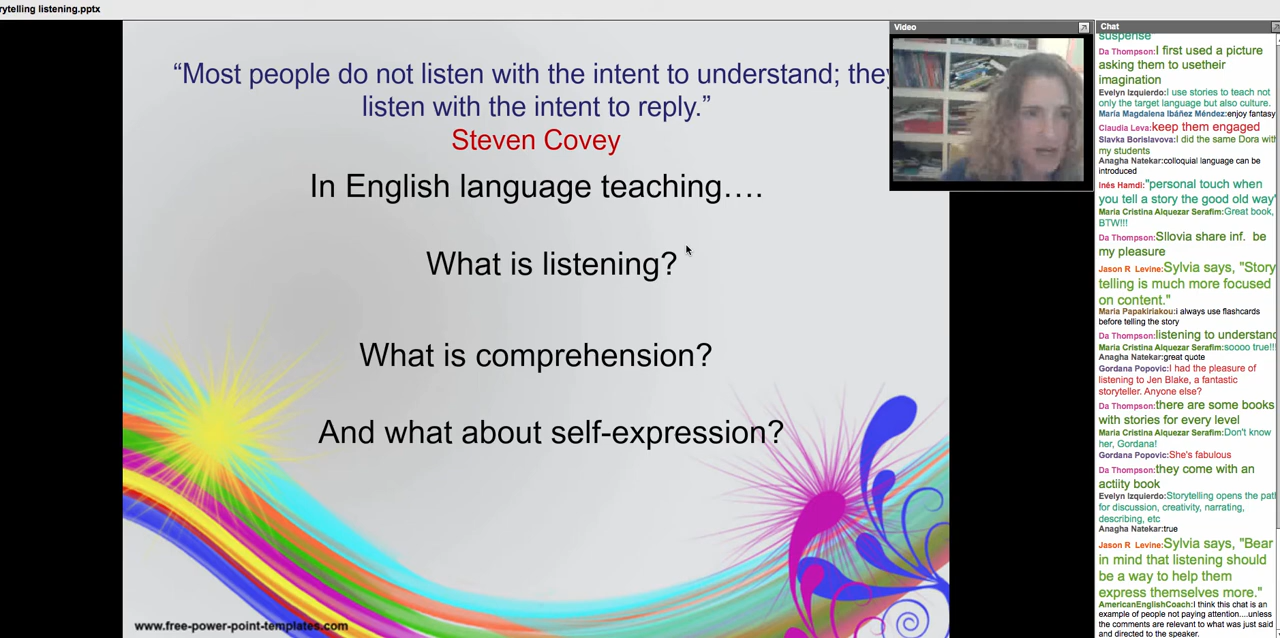 rytelling listening.pptx
“Most people do not listen with the intent to understand; they
listen with the intent to reply.”
Steven Covey
In English language teaching….
What is listening?
What is comprehension?
And what about self-expression?
www.free-power-point-templates.com
Video
Chat
suspense
Da Thompson:I first used a picture
asking them to usetheir
imagination
Evelyn Izquierdo:I use stories to teach not
only the target language but also culture.
María Magdalena Ibáñez Méndez:enjoy fantasy
Claudia Leva:keep them engaged
Slavka Borislavova:I did the same Dora with
my students
Anagha Natekar:colloquial language can be
introduced
Inés Hamdi:"personal touch when
you tell a story the good old way"
Maria Cristina Alquezar Serafim:Great book,
BTW!!!
Da Thompson:Sllovia share inf. be
my pleasure
Jason R Levine:Sylvia says, "Story
telling is much more focused
on content."
Maria Papakiriakou:i always use flashcards
before telling the story
Da Thompson:listening to understand
Maria Cristina Alquezar Serafim:soooo true!!!
Anagha Natekar:great quote
Gordana Popovic:I had the pleasure of
listening to Jen Blake, a fantastic
storyteller. Anyone else?
Da Thompson:there are some books
with stories for every level
Maria Cristina Alquezar Serafim:Don't know
her, Gordana!
Gordana Popovic:She's fabulous
Da Thompson:they come with an
actiity book
Evelyn Izquierdo:Storytelling opens the path
for discussion, creativity, narrating,
describing, etc
Anagha Natekar:true
Jason R Levine:Sylvia says, "Bear
in mind that listening should
be a way to help them
express themselves more."
AmericanEnglishCoach:I think this chat is an
example of people not paying attention....unless
the comments are relevant to what was just said
and directed to the speaker.